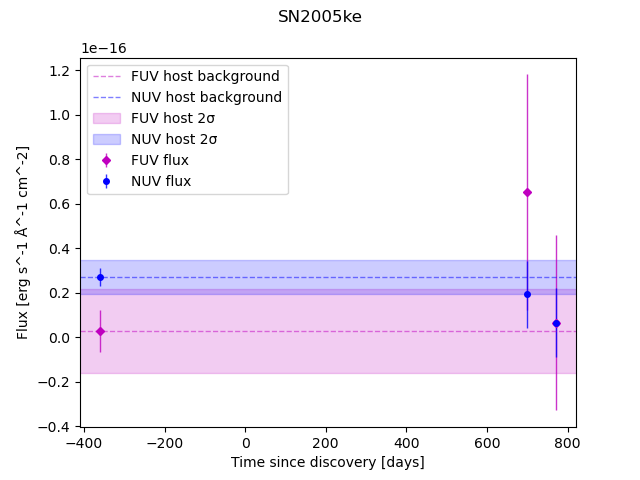 SN2005ke
1e−16
FUV host background
NUV host background
FUV host 2σ
NUV host 2σ
FUV flux
NUV flux
1.2
1.0
0.8
0.6
0.4
0.2
0.0
−0.2
−0.4
Flux [erg s^-1 Å^-1 cm^-2]
−400 −200 0 200 400 600 800
Time since discovery [days]